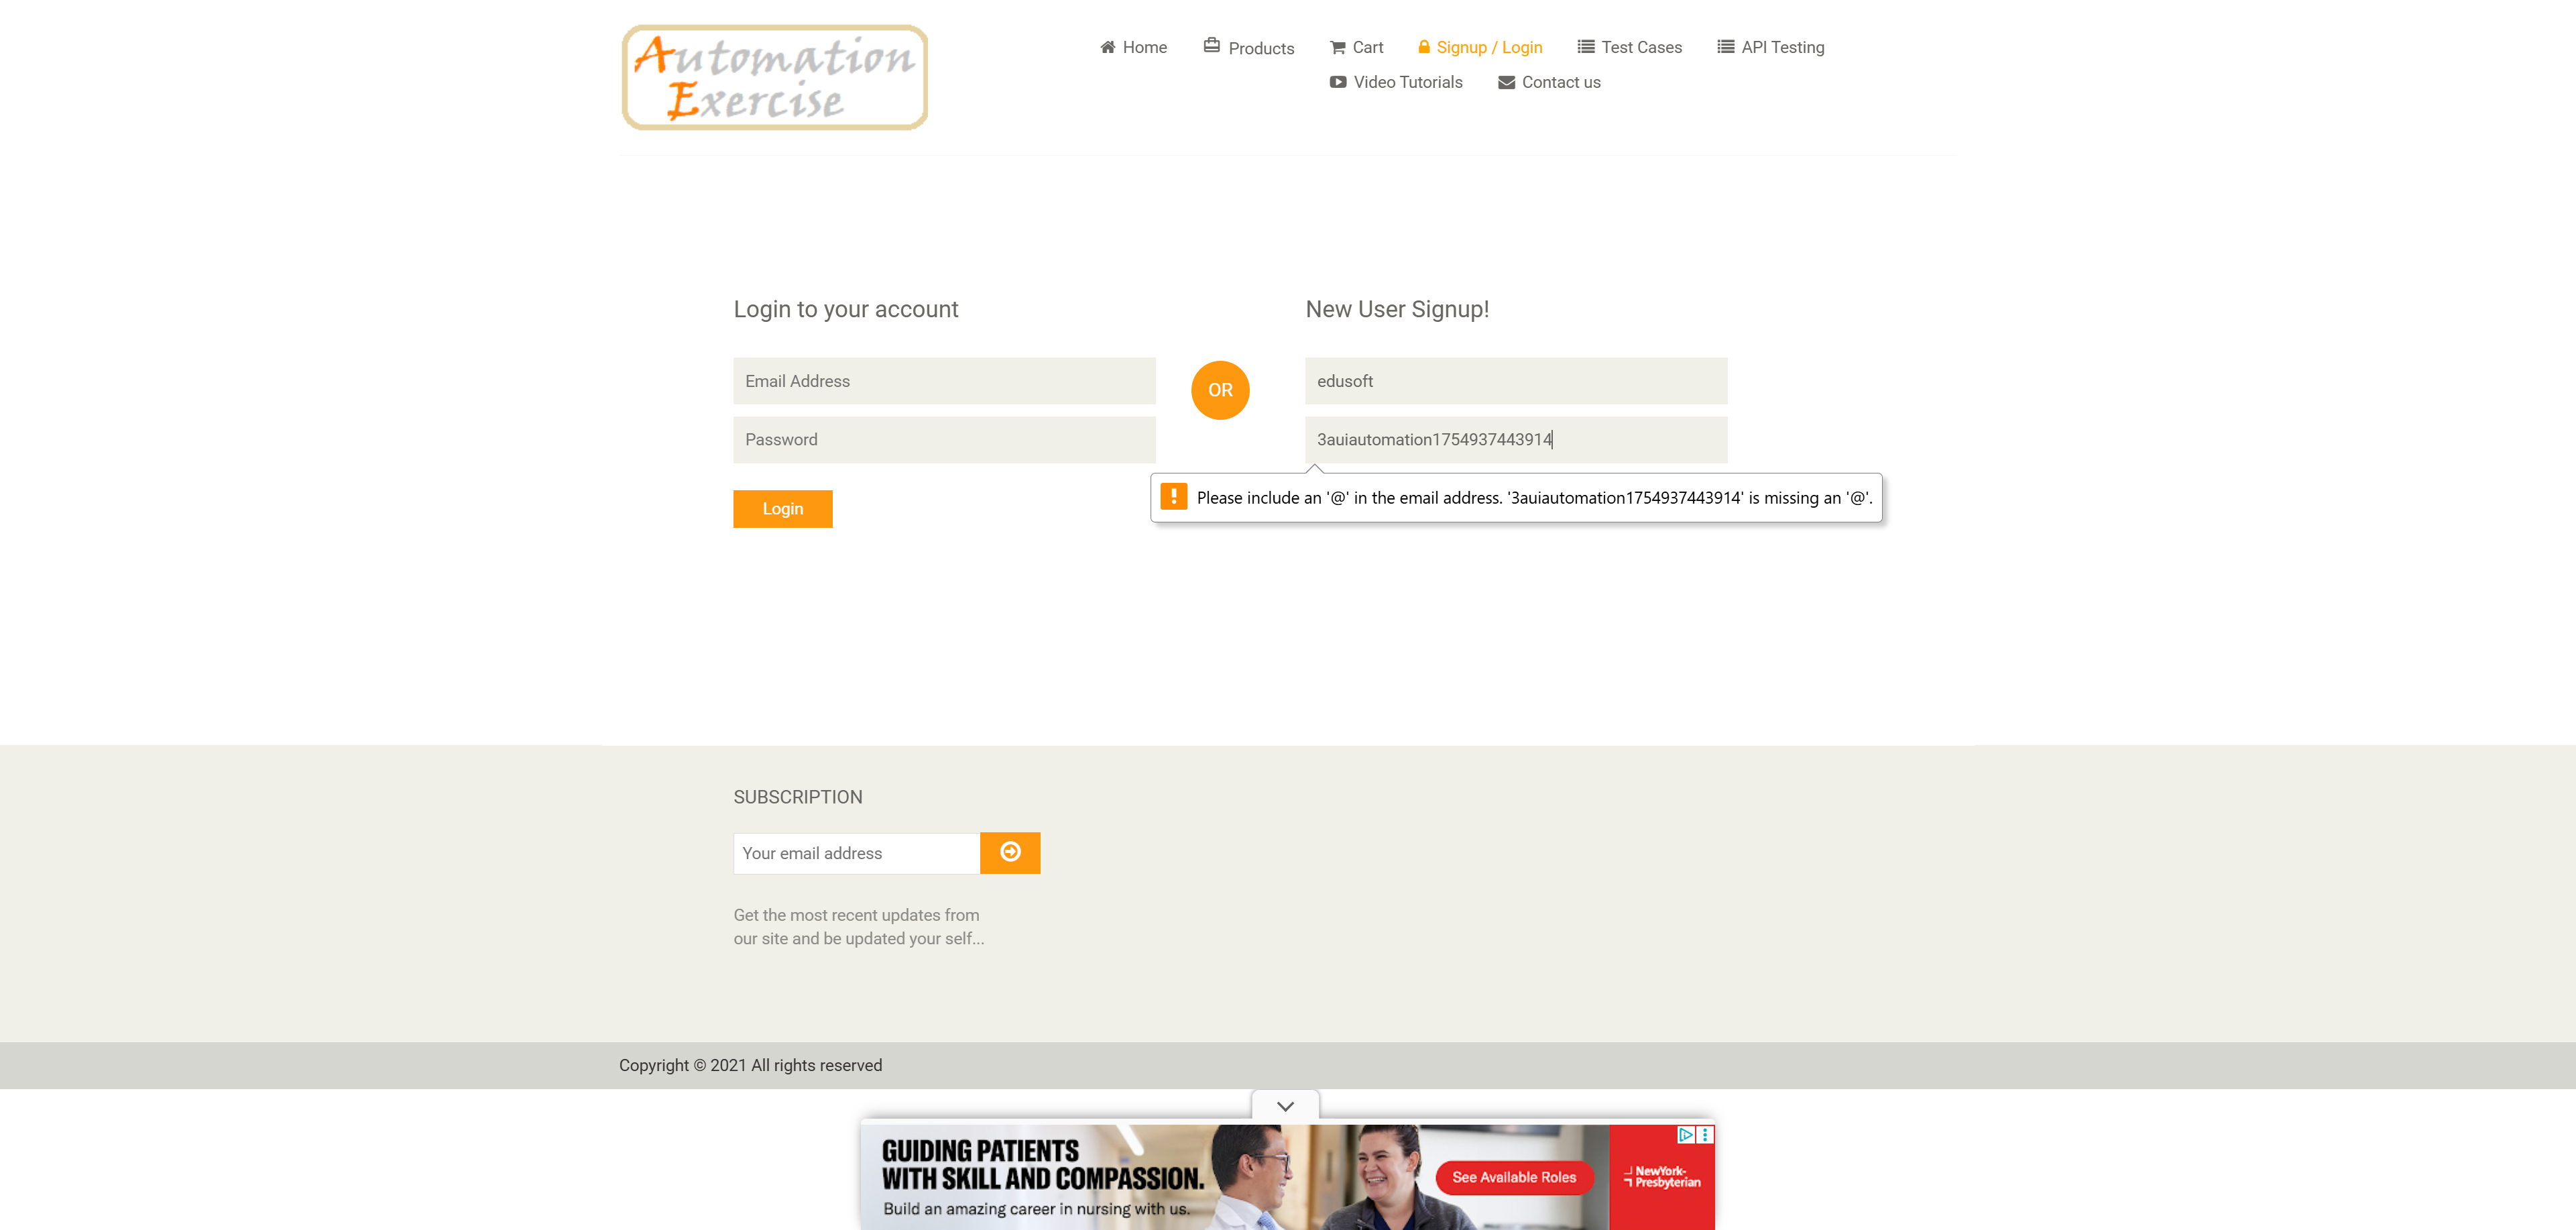 Automation
Exercise
Home
Products
Cart
Signup / Login
Test Cases
API Testing
Video Tutorials
Contact us
Login to your account
Email Address
Password
Login
OR
New User Signup!
edusoft
3auiautomation1754937443914
Please include an '@' in the email address. '3auiautomation1754937443914' is missing an '@'.
SUBSCRIPTION
Your email address
Get the most recent updates from
our site and be updated your self...
Copyright © 2021 All rights reserved
GUIDING PATIENTS
WITH SKILL AND COMPASSION.
Build an amazing career in nursing with us.
See Available Roles
NewYork-
Presbyterian